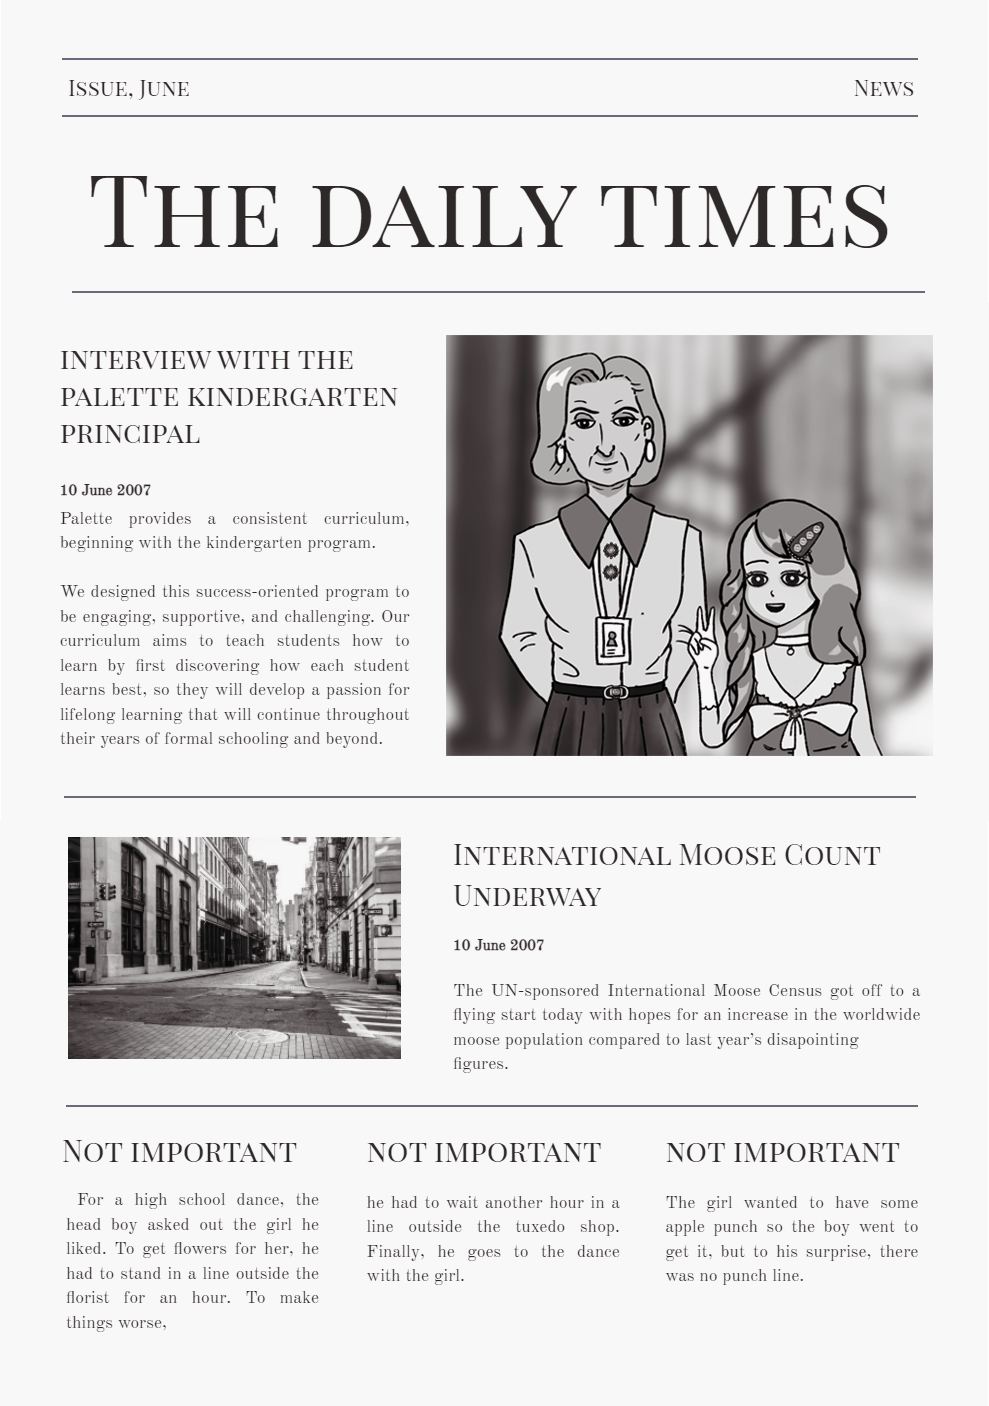 Issue, June
News
The daily times
INTERVIEW WITH THE
PALETTE KINDERGARTEN
PRINCIPAL
10 June 2007
Palette provides a consistent curriculum,
beginning with the kindergarten program.
We designed this success-oriented program to
be engaging, supportive, and challenging. Our
curriculum aims to teach students how to
learn by first discovering how each student
learns best, so they will develop a passion for
lifelong learning that will continue throughout
their years of formal schooling and beyond.
International Moose Count
Underway
10 June 2007
The UN-sponsored International Moose Census got off to a
flying start today with hopes for an increase in the worldwide
moose population compared to last year's disapointing
figures.
Not important
For a high school dance, the
head boy asked out the girl he
liked. To get flowers for her, he
had to stand in a line outside the
florist for an hour. To make
things worse,
not important
he had to wait another hour in a
line outside the tuxedo shop.
Finally, he goes to the dance
with the girl.
not important
The girl wanted to have some
apple punch so the boy went to
get it, but to his surprise, there
was no punch line.